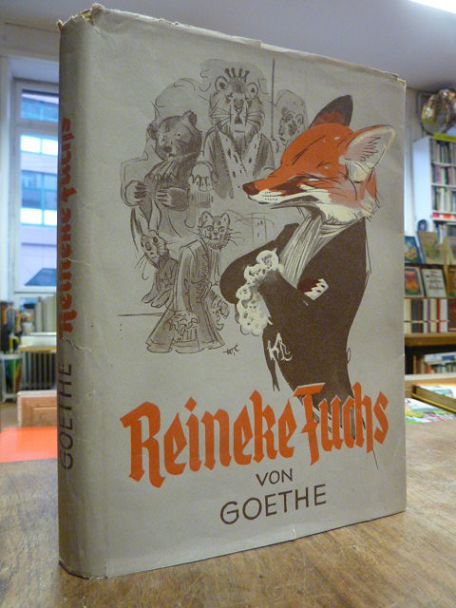 Reineke Fuchs
VON
GOETHE
GOETHE Reineke Fuchs